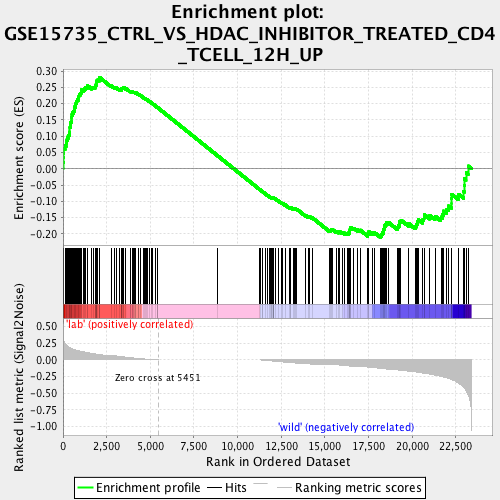 Enrichment plot:
GSE15735_CTRL_VS_HDAC_INHIBITOR_TREATED_CD4
_TCELL_12H_UP
Enrichment score (ES)
0.30
0.25
0.20
0.15
0.10
0.05
0.00
-0.05
-0.10
-0.15
-0.20
Ranked list metric (Signal2Noise)
'lab' (positively correlated)
0.50
0.25
0.00
-0.25
-0.50
-0.75
-1.00
Zero cross at 5451
'wild' (negatively correlated)
0
2,500
5,000
7,500
10,000
12,500
15,000
17,500
20,000
22,500
Rank in Ordered Dataset
Enrichment profile
Hits
Ranking metric scores